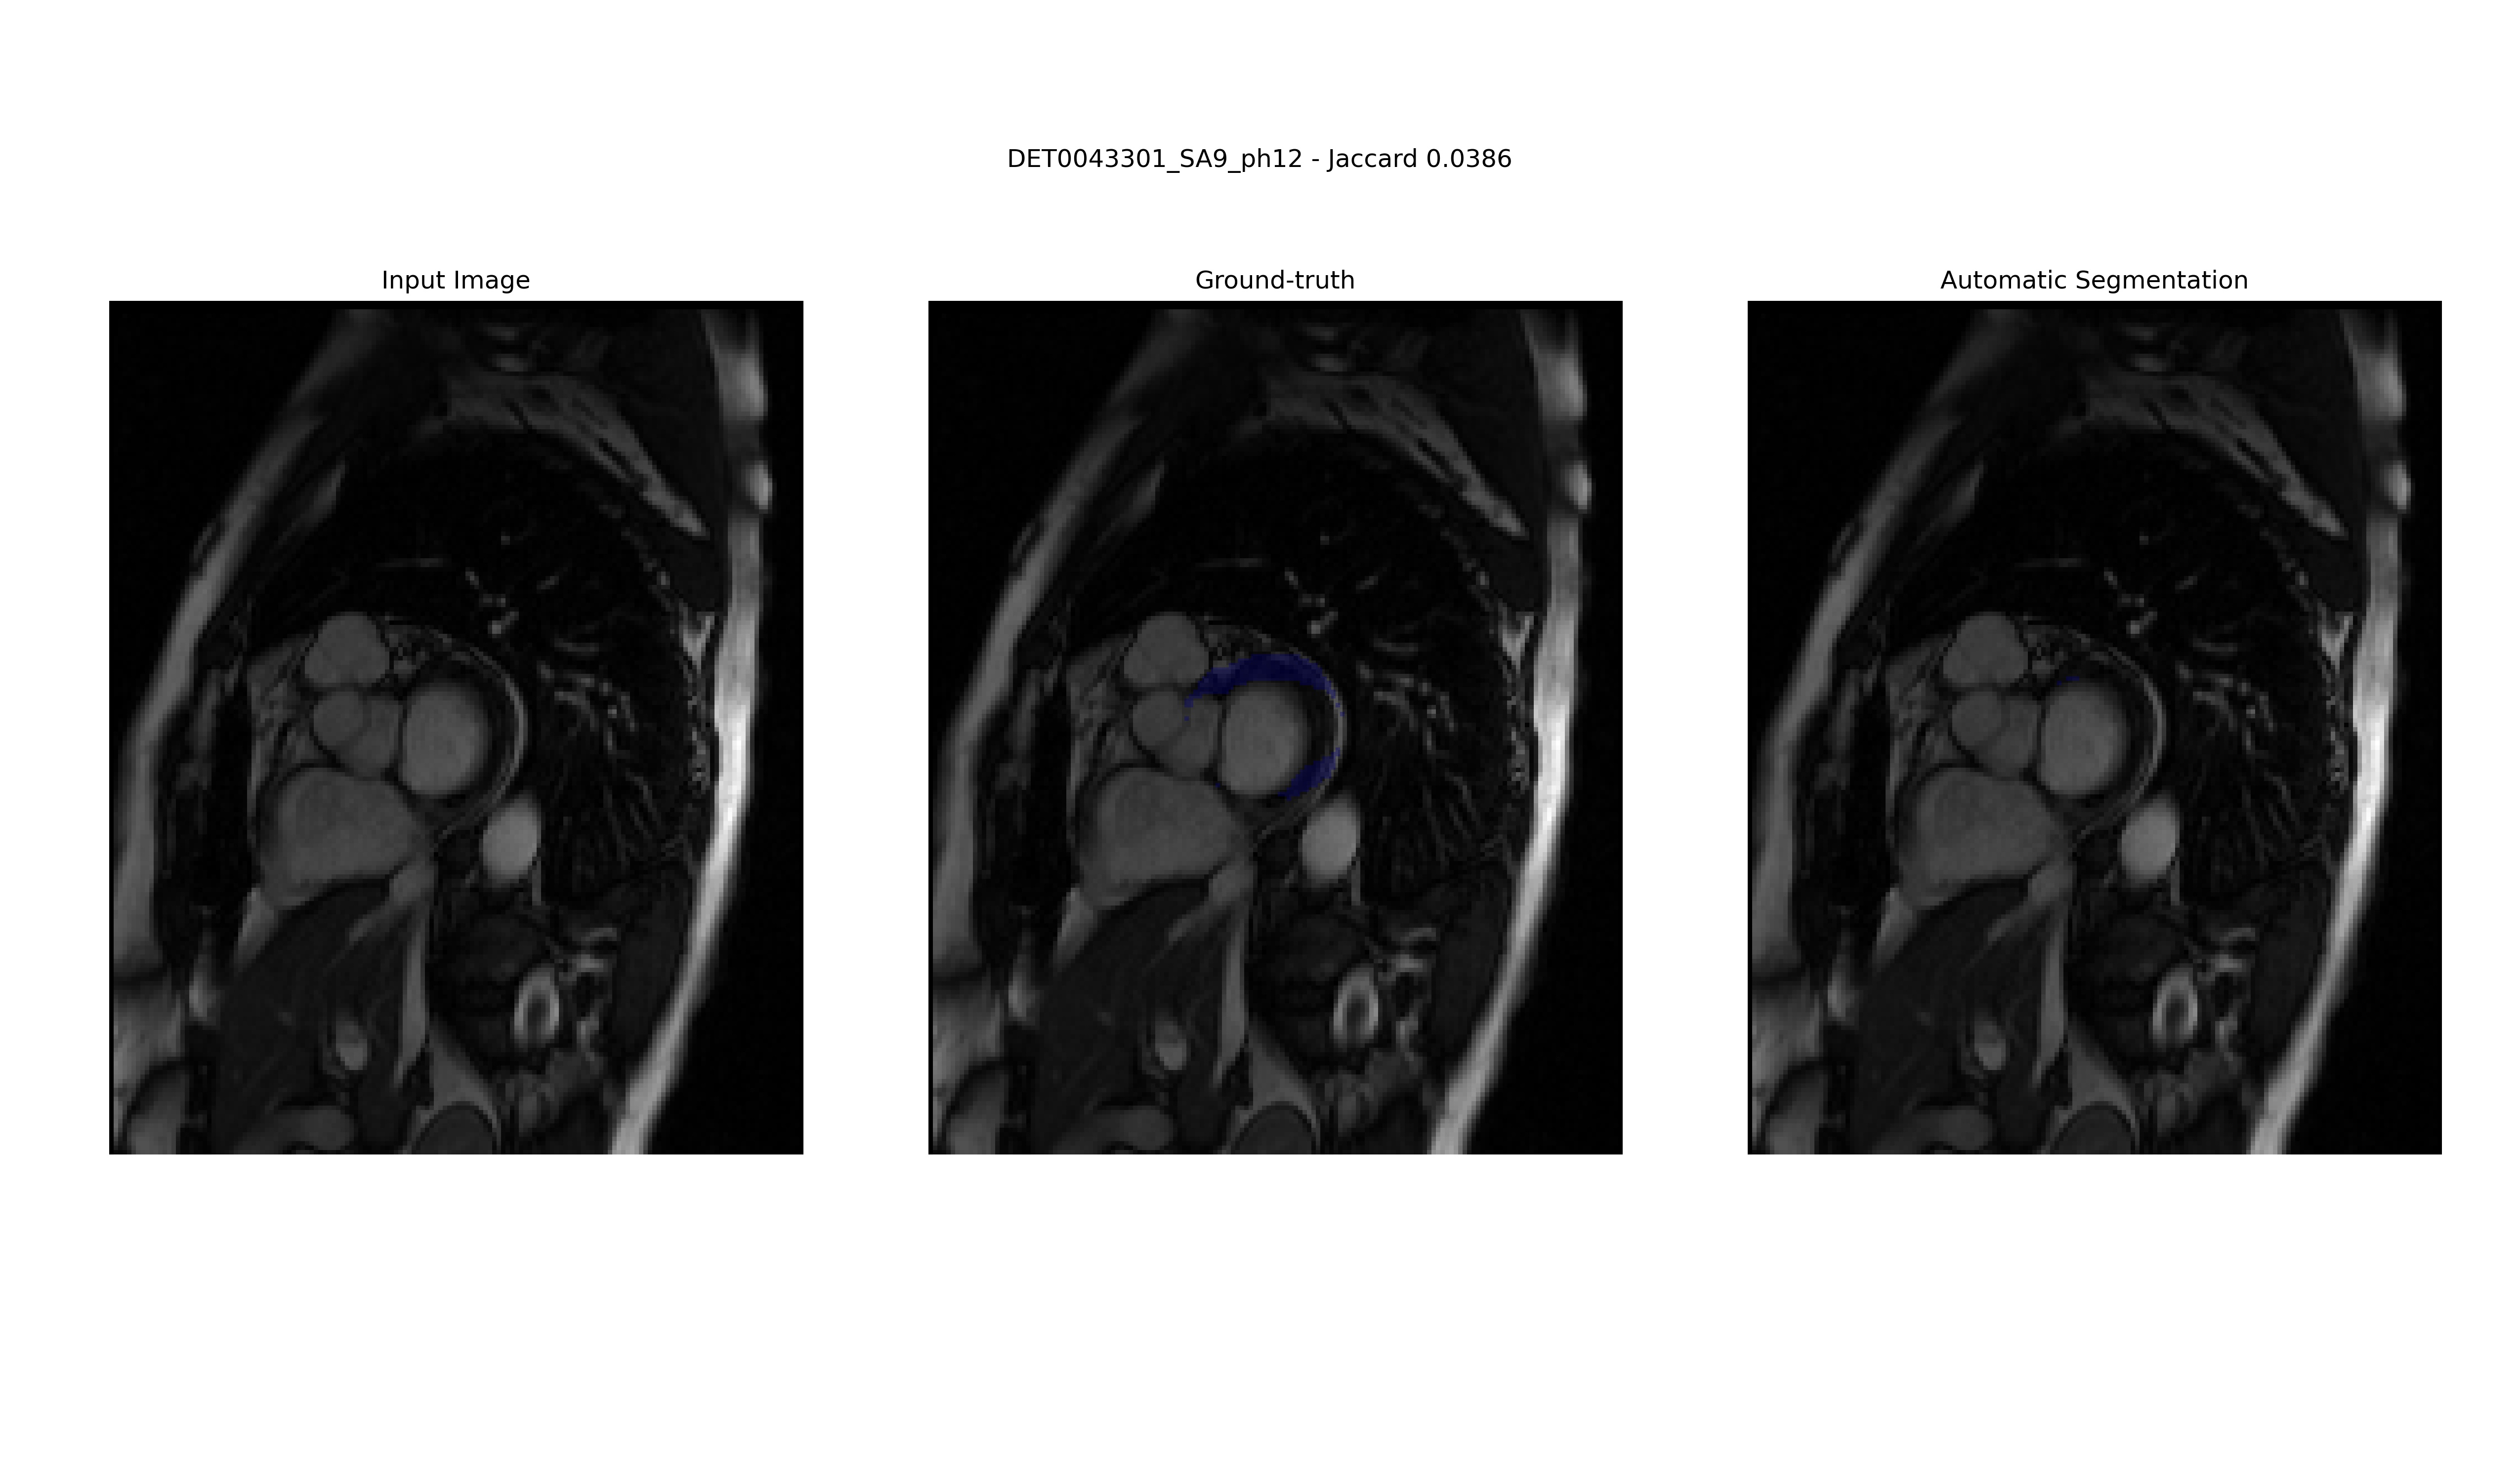 DET0043301_SA9_ph12 - Jaccard 0.0386
Input Image
Ground-truth
Automatic Segmentation